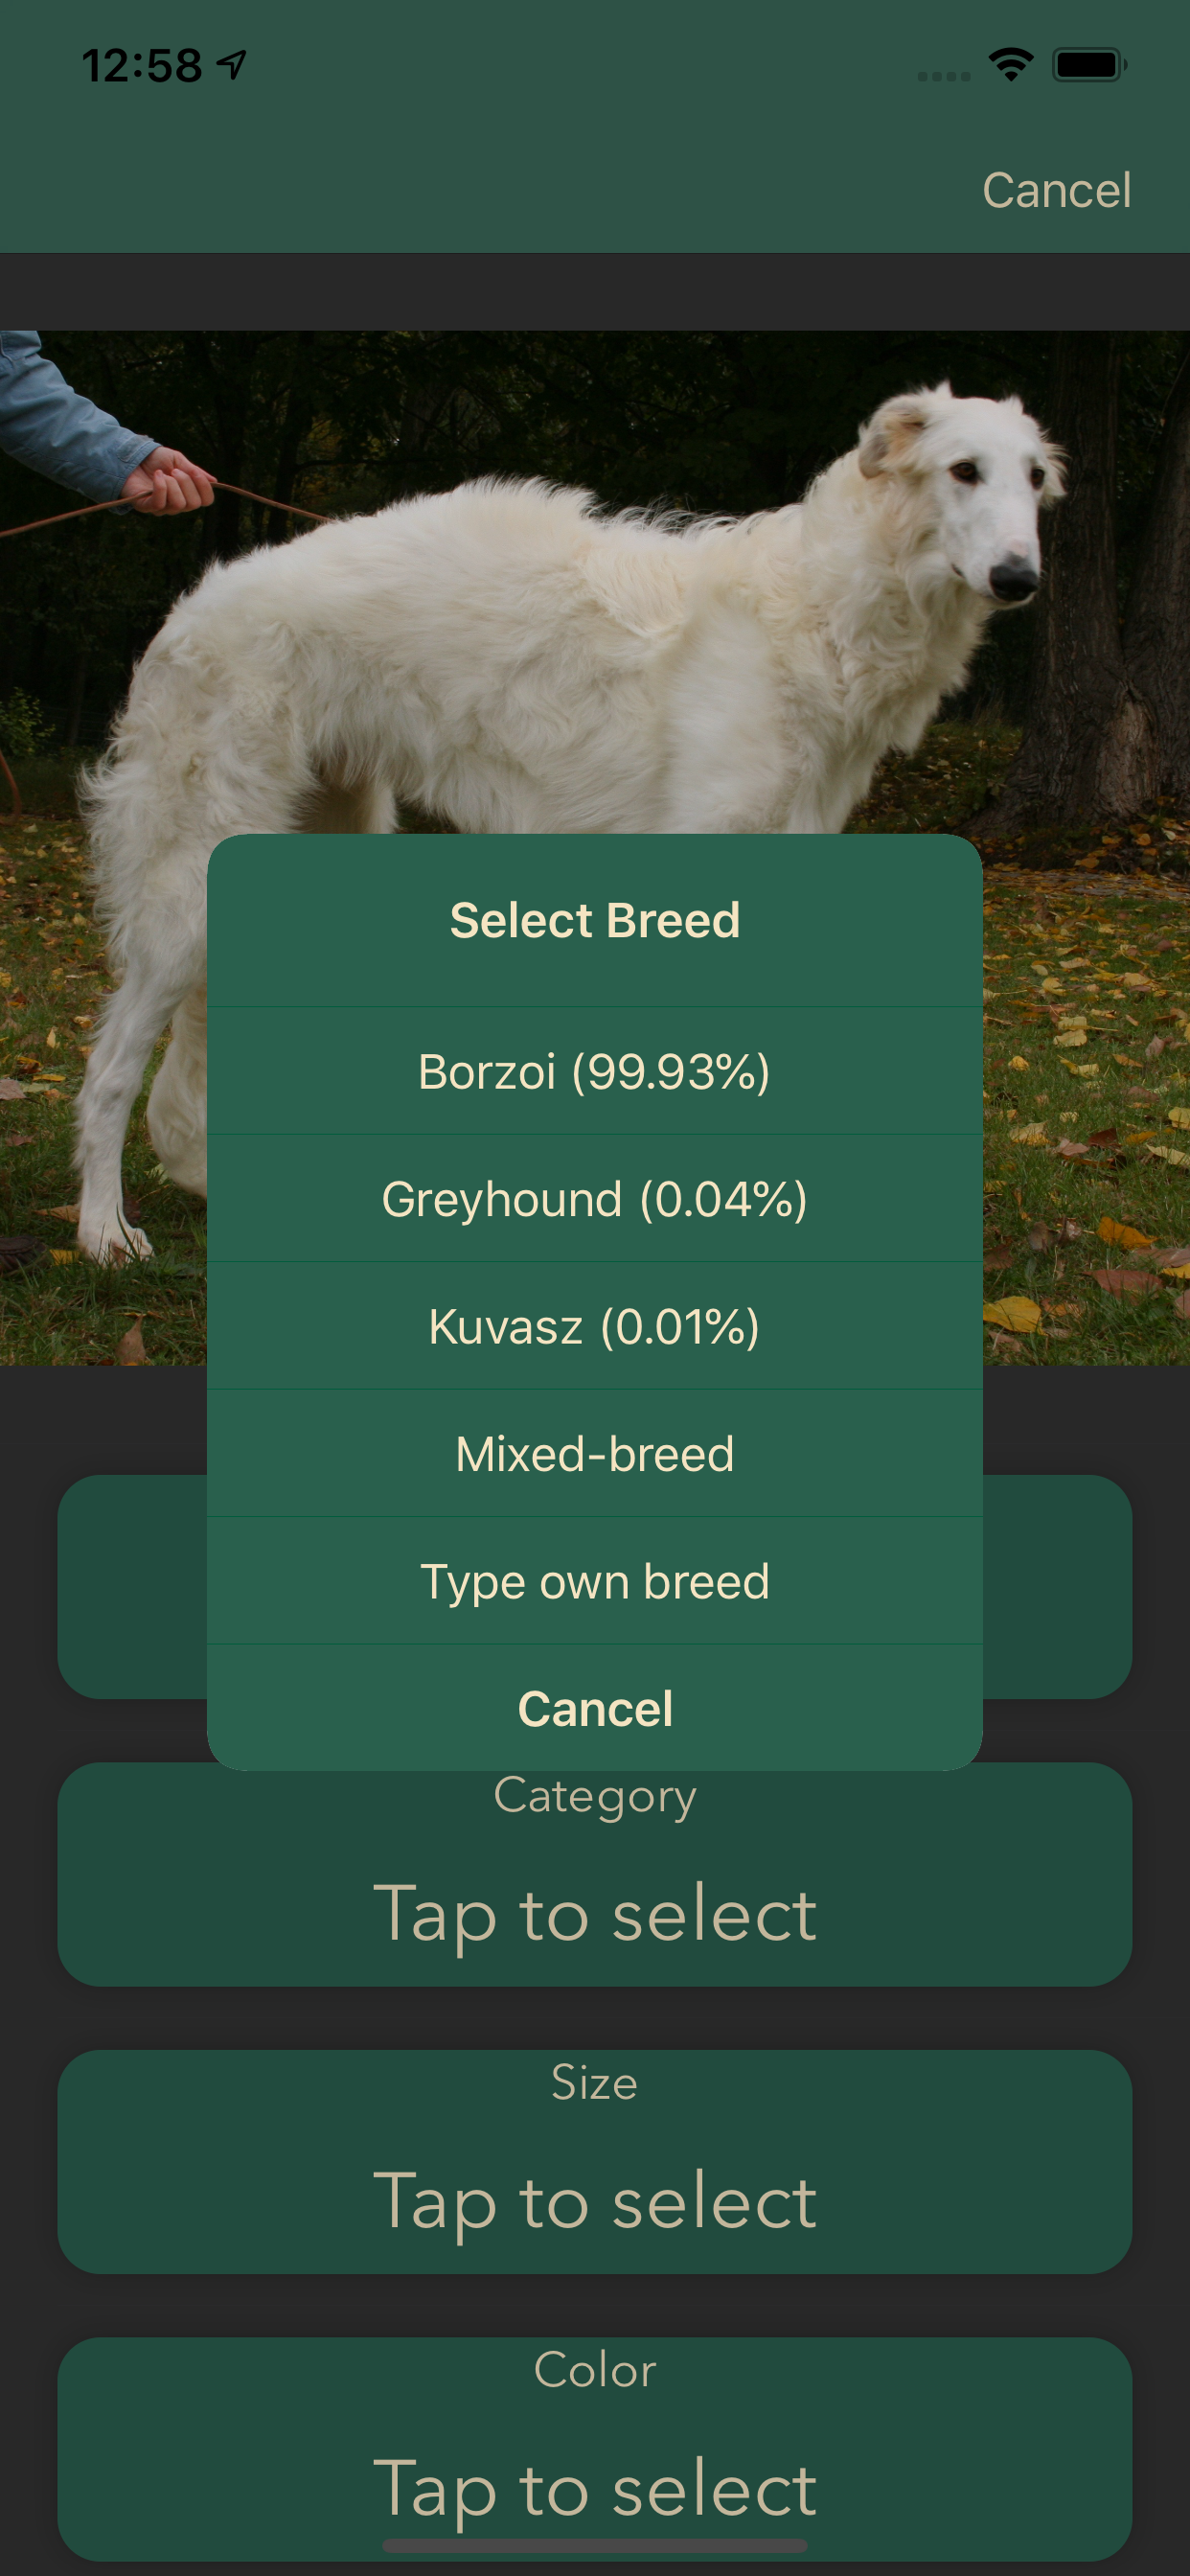 12:58
Cancel
Select Breed
Borzoi (99.93%)
Greyhound (0.04%)
Kuvasz (0.01%)
Mixed-breed
Type own breed
Cancel
Category
Tap to select
Size
Tap to select
Color
Tap to select